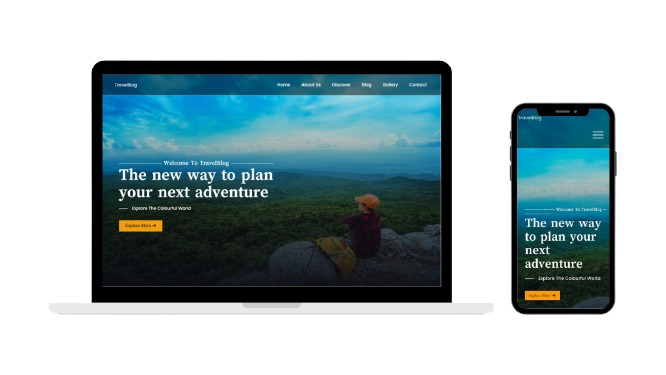 TravelBlog
Home About Us Discover Blog Gallery Contact
Welcome To TravelBlog
The new way to plan
your next adventure
Explore The Colourful World
Explore More →
TravelBlog
Welcome To TravelBlog
The new way
to plan your
next
adventure
Explore The Colourful World
Explore More →